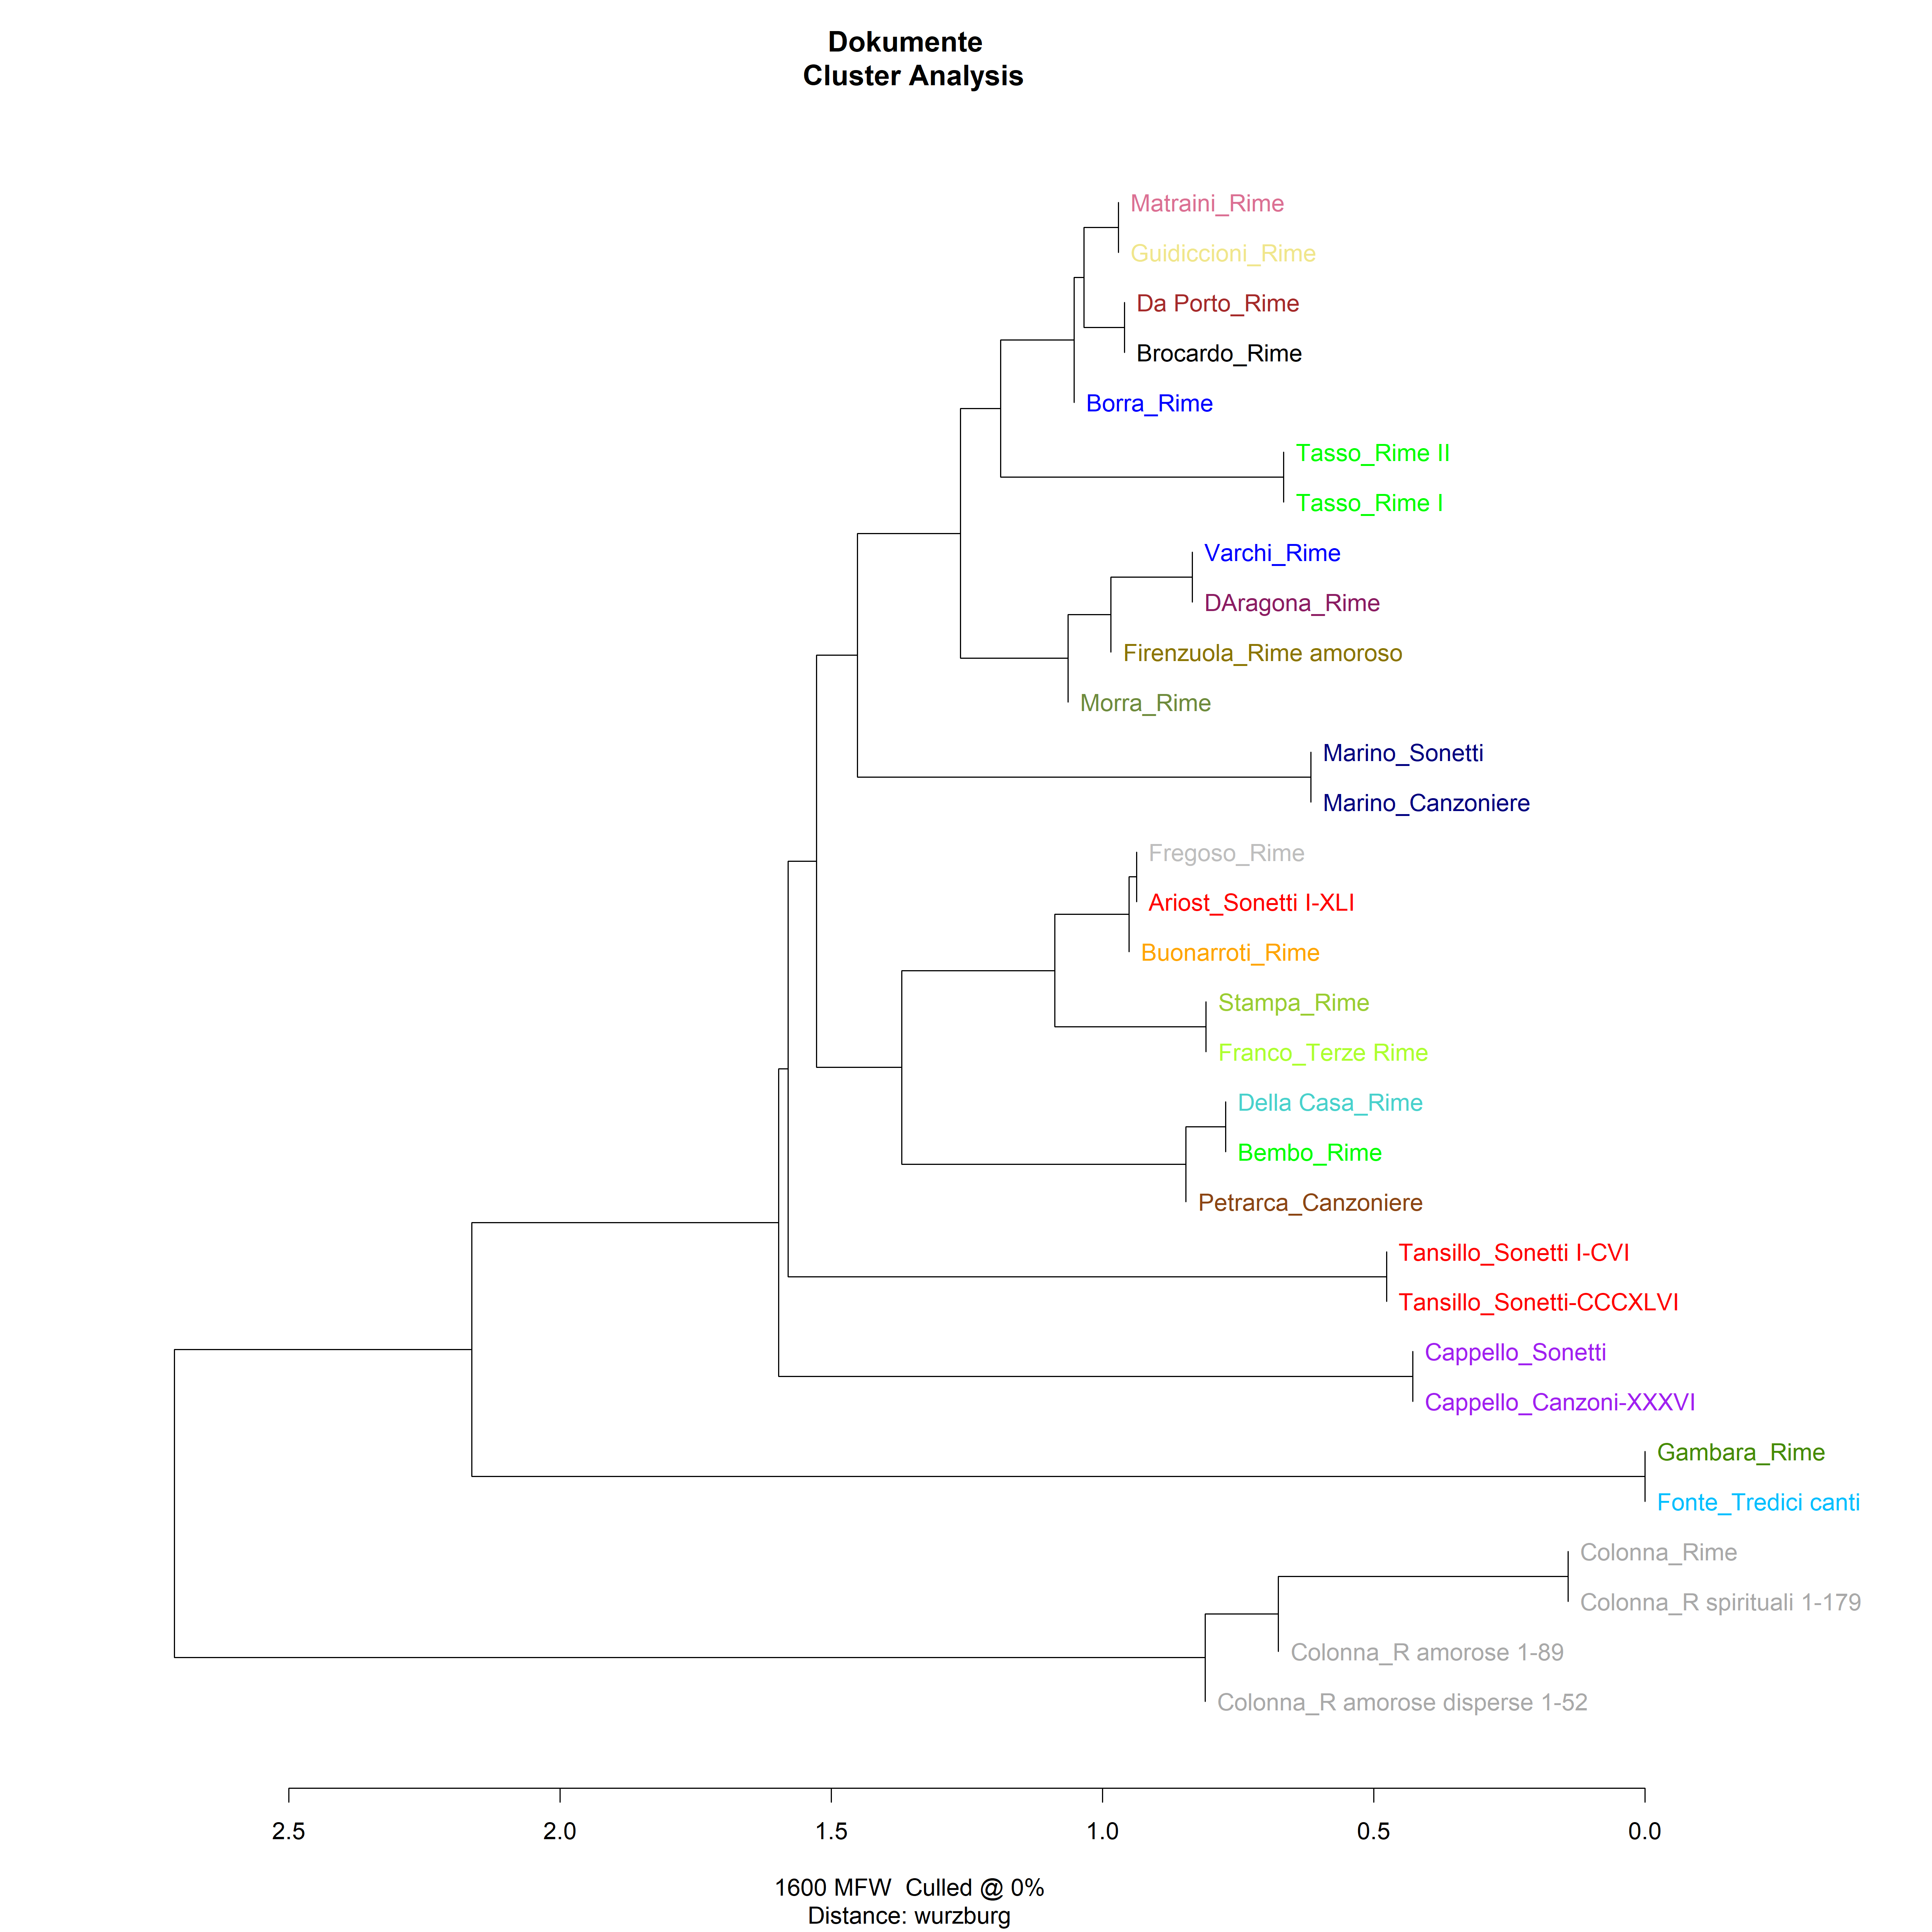 Dokumente
Cluster Analysis
Matraini_Rime
Guidiccioni_Rime
Da Porto_Rime
Brocardo_Rime
Borra_Rime
Tasso_Rime II
Tasso_Rime I
Varchi_Rime
DAragona_Rime
Firenzuola_Rime amoroso
Morra_Rime
Marino_Sonetti
Marino_Canzoniere
Fregoso_Rime
Ariost_Sonetti I-XLI
Buonarroti_Rime
Stampa_Rime
Franco_Terze Rime
Della Casa_Rime
Bembo_Rime
Petrarca_Canzoniere
Tansillo_Sonetti I-CVI
Tansillo_Sonetti-CCCXLVI
Cappello_Sonetti
Cappello_Canzoni-XXXVI
Gambara_Rime
Fonte_Tredici canti
Colonna_Rime
Colonna_R spirituali 1-179
Colonna_R amorose 1-89
Colonna_R amorose disperse 1-52
2.5 2.0 1.5 1.0 0.5 0.0
1600 MFW  Culled @ 0%
Distance: wurzburg